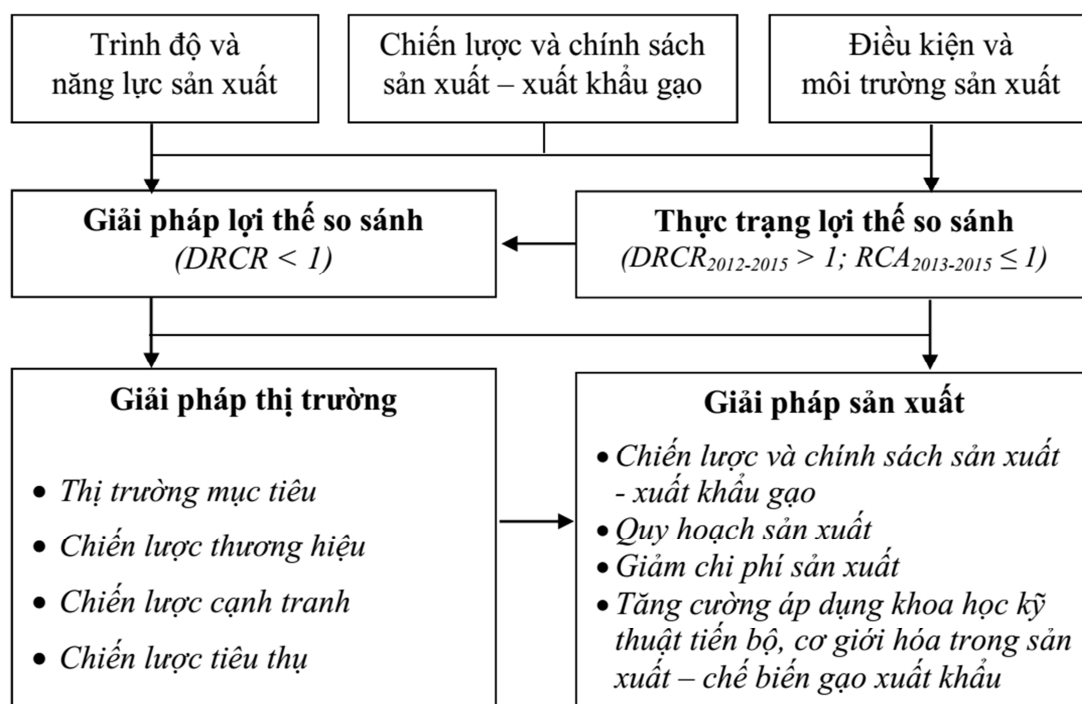 Trình độ và
năng lực sản xuất
Chiến lược và chính sách
sản xuất – xuất khẩu gạo
Điều kiện và
môi trường sản xuất
Giải pháp lợi thế so sánh
(DRCR < 1)
Thực trạng lợi thế so sánh
(DRCR2012-2015 > 1; RCA2013-2015 ≤ 1)
Giải pháp thị trường
• Thị trường mục tiêu
• Chiến lược thương hiệu
• Chiến lược cạnh tranh
• Chiến lược tiêu thụ
Giải pháp sản xuất
• Chiến lược và chính sách sản xuất
- xuất khẩu gạo
• Quy hoạch sản xuất
• Giảm chi phí sản xuất
• Tăng cường áp dụng khoa học kỹ
thuật tiến bộ, cơ giới hóa trong sản
xuất – chế biến gạo xuất khẩu